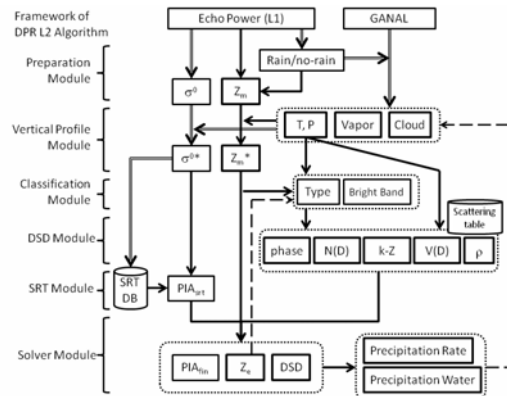 Framework of
DPR L2 Algorithm
Echo Power (L1)
GANAL
Preparation
Module
Rain/no-rain
σ⁰
Zm
Vertical Profile
Module
T, P
Vapor
Cloud
σ⁰*
Zm*
Classification
Module
Type
Bright Band
Scattering
table
DSD Module
phase
N(D)
k-Z
V(D)
ρ
SRT Module
SRT
DB
PIAsrt
Solver Module
PIAfin
Ze
DSD
Precipitation Rate
Precipitation Water